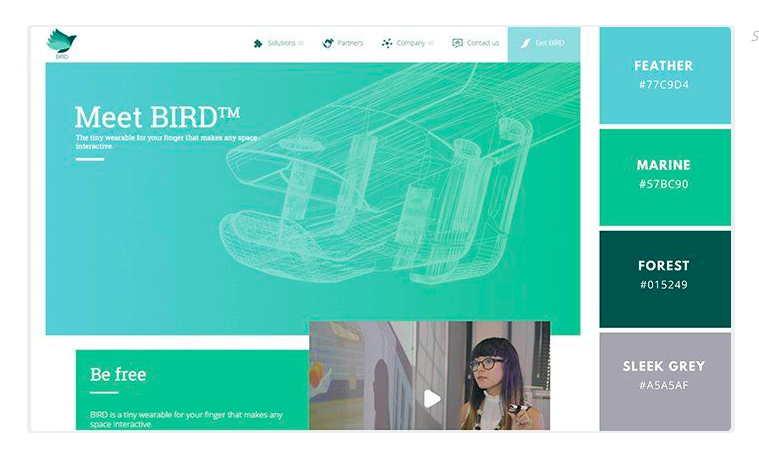 BIRD
Solutions
Partners
Company
Contact us
Get BIRD
S
Meet BIRD™
The tiny wearable for your finger that makes any space
interactive.
Be free
BIRD is a tiny wearable for your finger that makes any
space interactive.
FEATHER
#77C9D4
MARINE
#57BC90
FOREST
#015249
SLEEK GREY
#A5A5AF